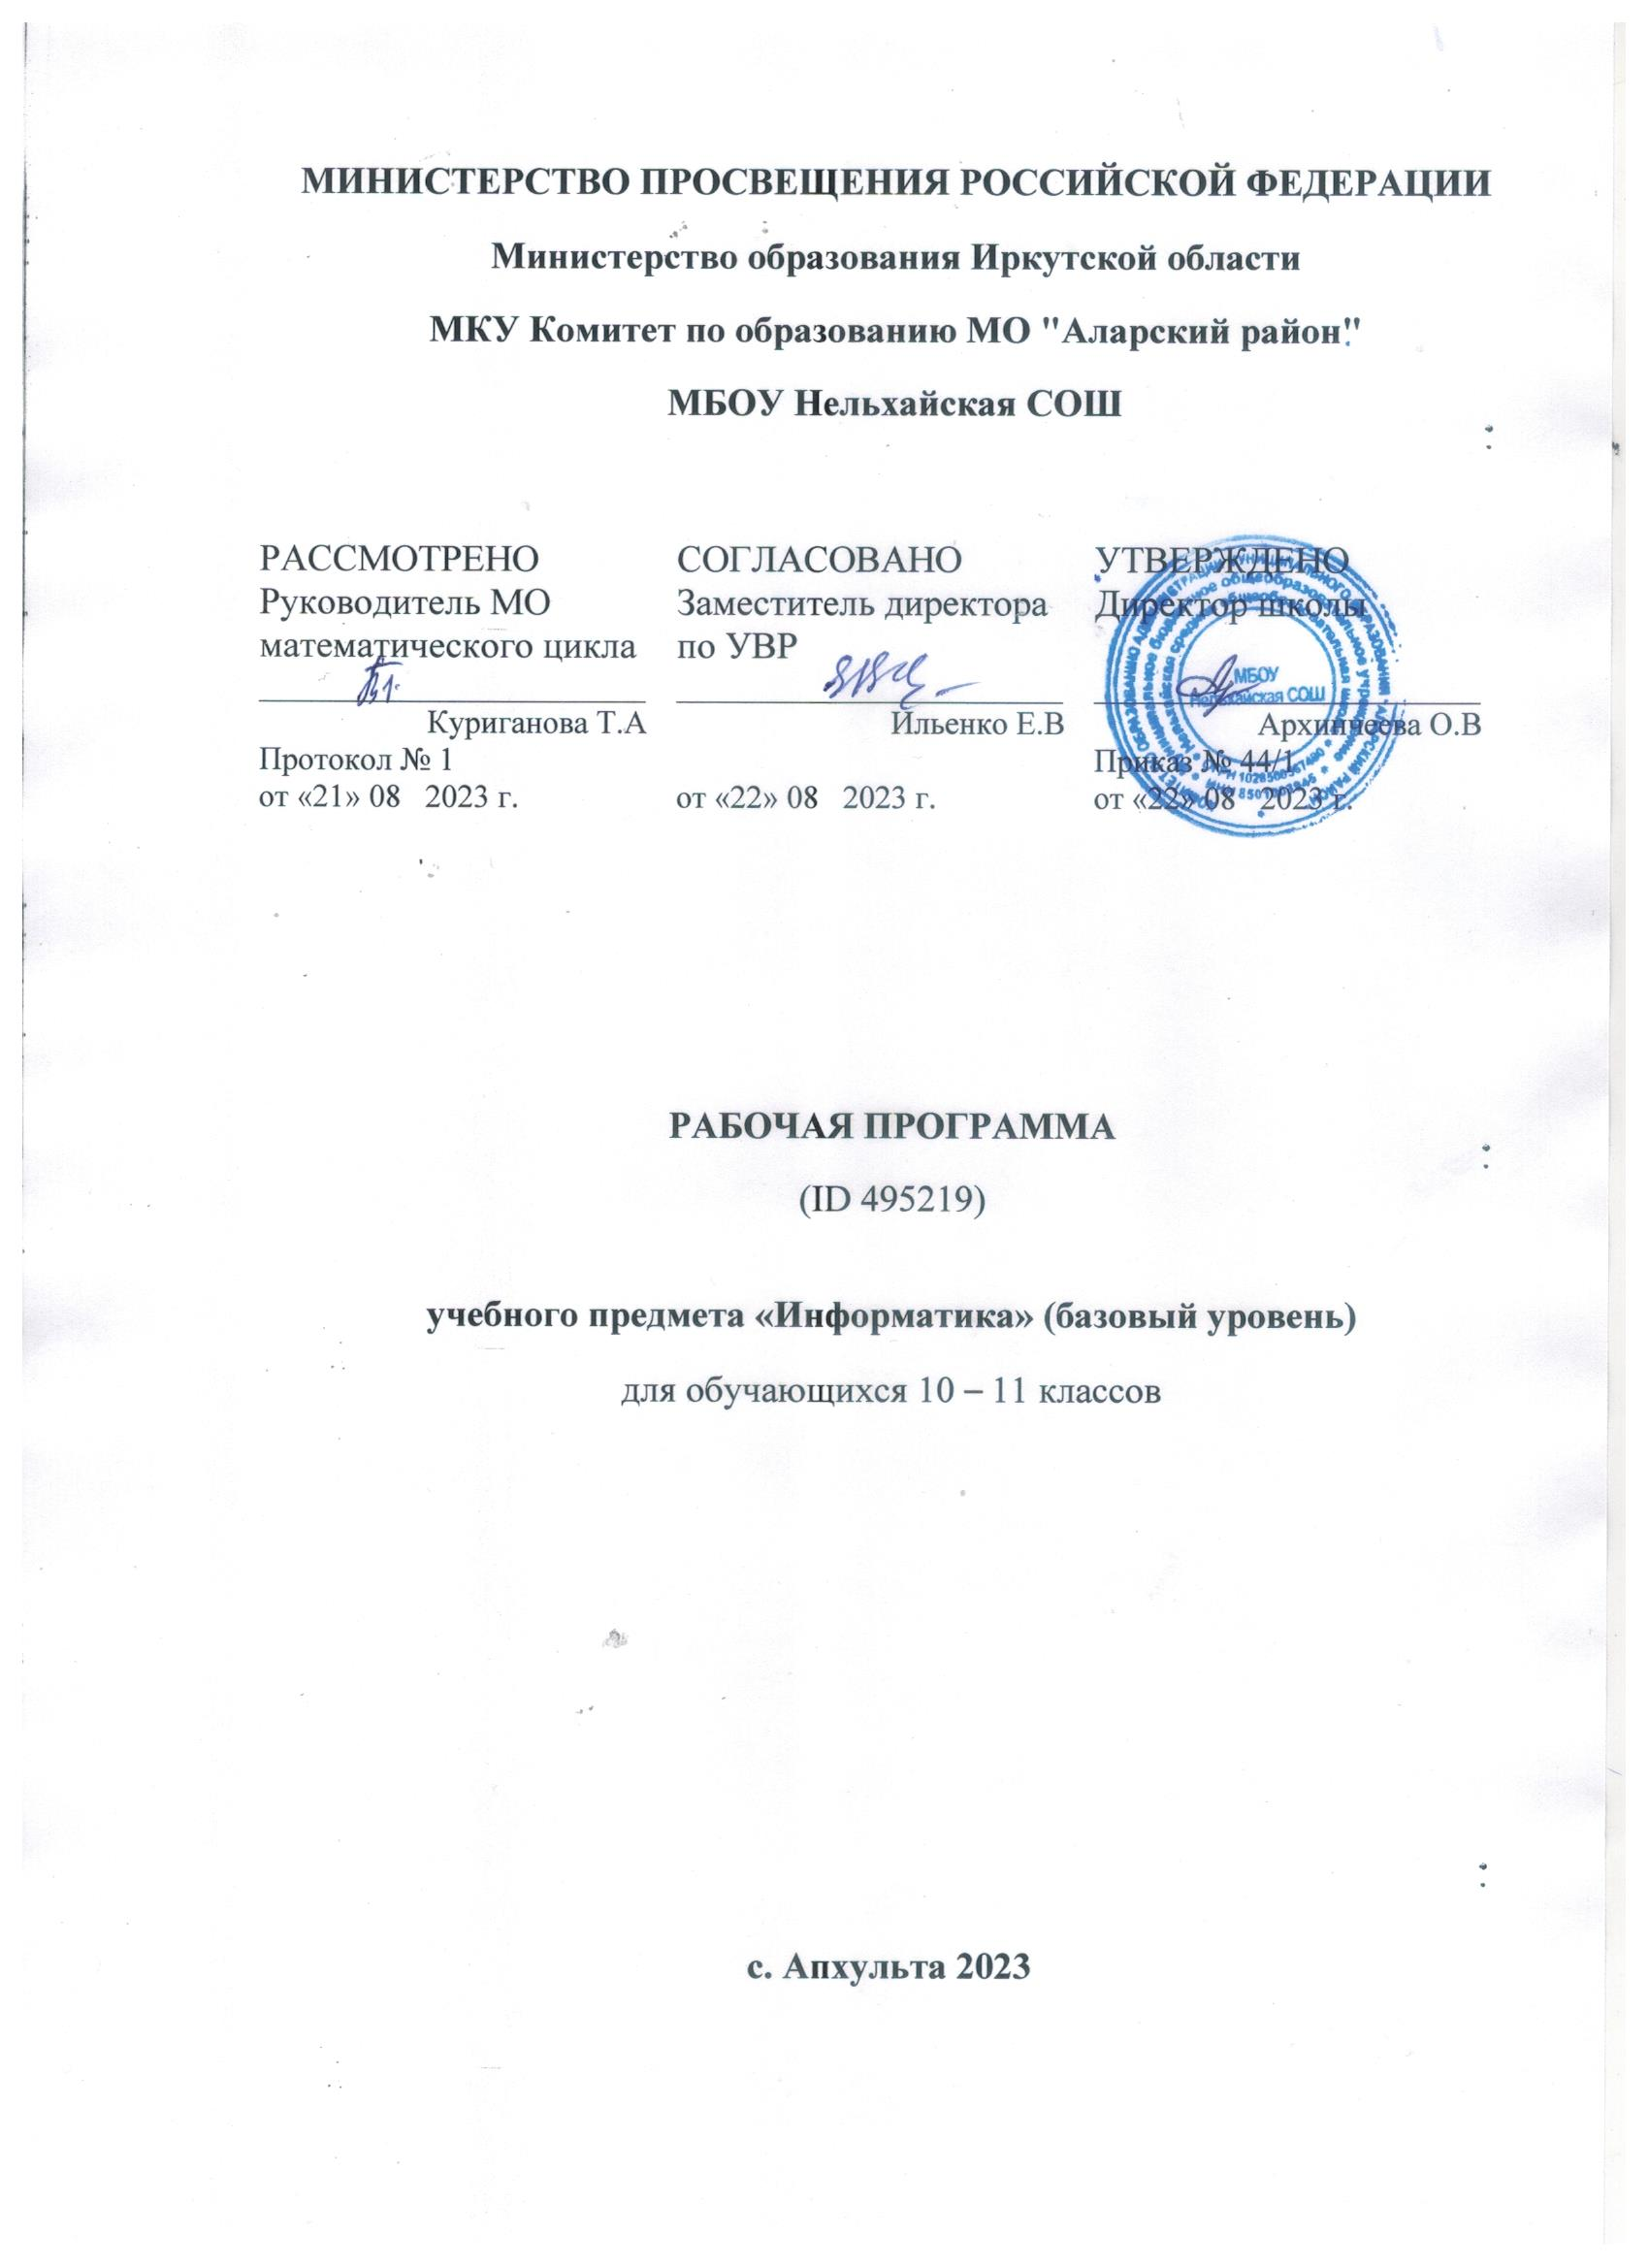 МИНИСТЕРСТВО ПРОСВЕЩЕНИЯ РОССИЙСКОЙ ФЕДЕРАЦИИ
Министерство образования Иркутской области
МКУ Комитет по образованию МО "Аларский район"
МБОУ Нельхайская СОШ
РАССМОТРЕНО
Руководитель МО
математического цикла
Куриганова Т.А
Протокол № 1
от «21» 08 2023 г.
СОГЛАСОВАНО
Заместитель директора
по УВР
Ильенко Е.В
от «22» 08 2023 г.
УТВЕРЖДЕНО
Директор школы
МБОУ
Нельхайская СОШ
Архинчеева О.В
Приказ № 44/1
от «22» 08 2023 г.
РАБОЧАЯ ПРОГРАММА
(ID 495219)
учебного предмета «Информатика» (базовый уровень)
для обучающихся 10 – 11 классов
с. Апхульта 2023